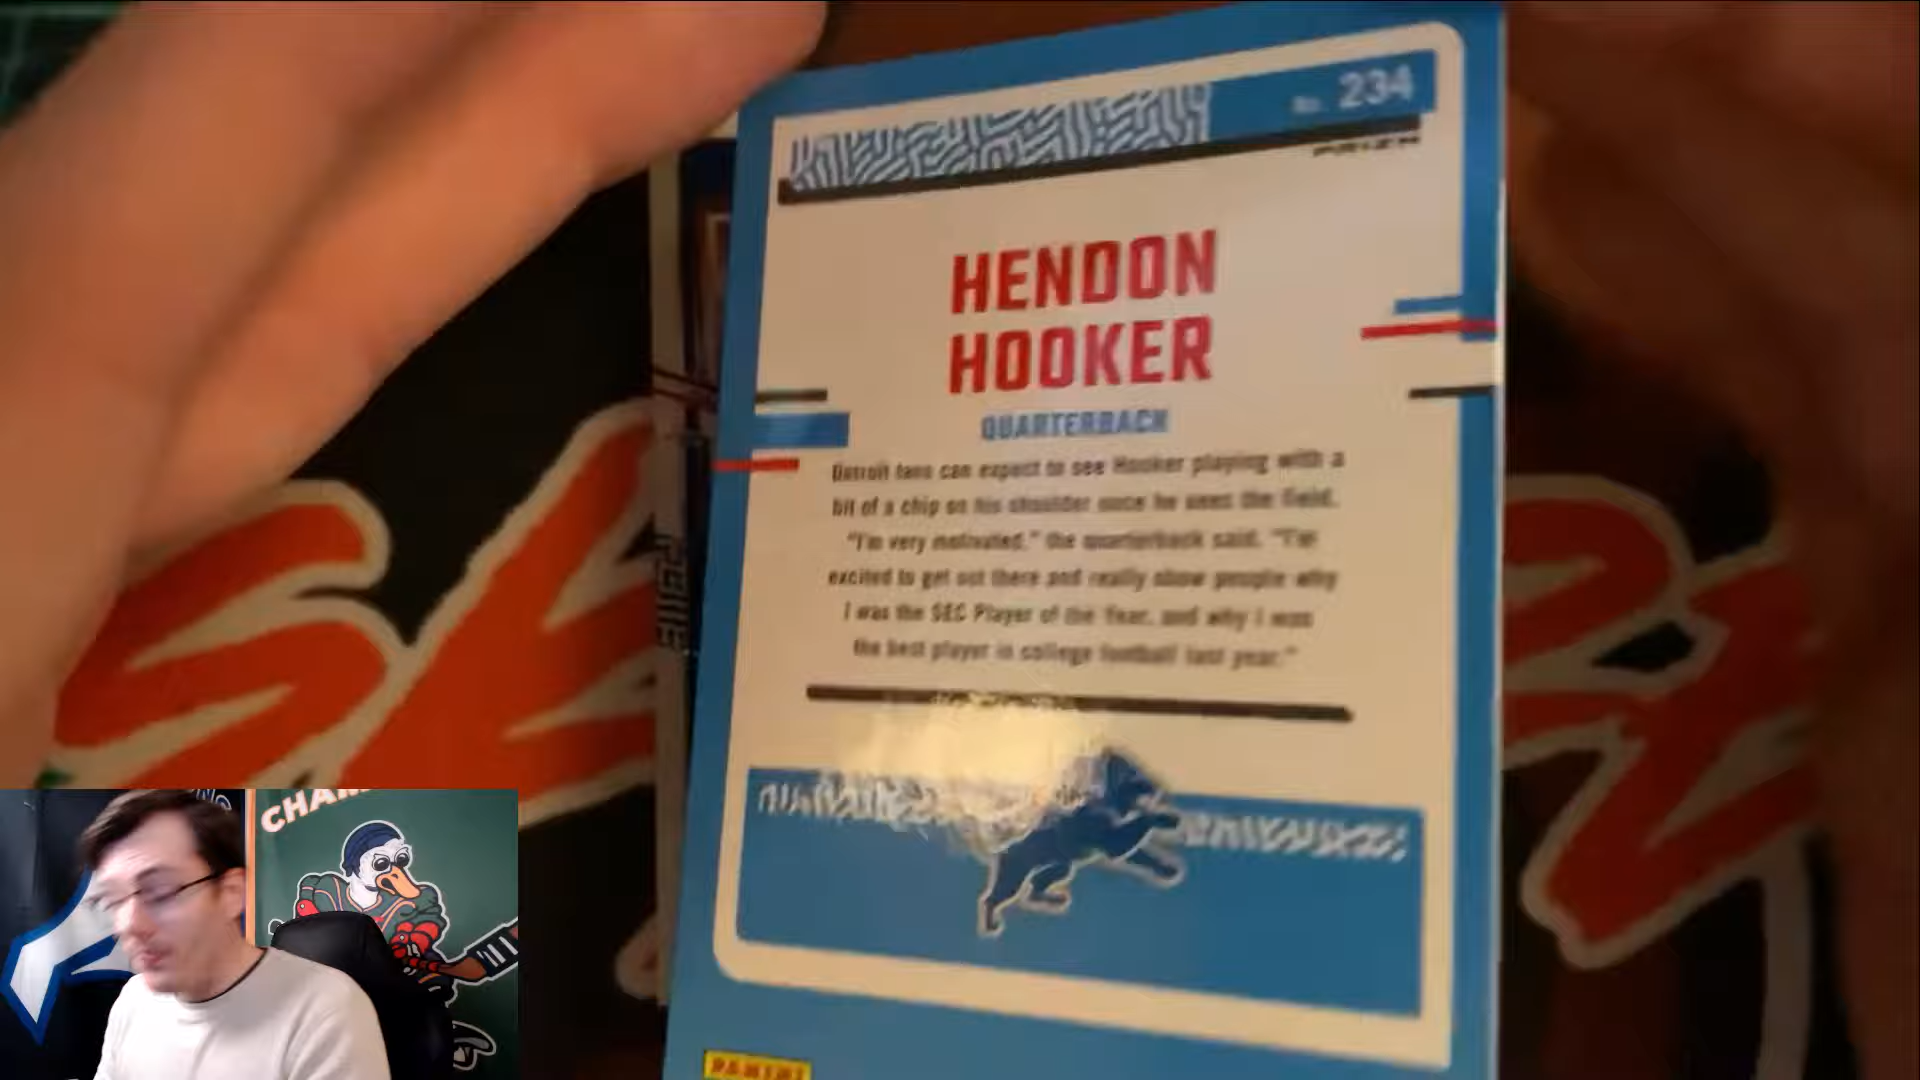 No. 234
PRIZM
HENDON
HOOKER
QUARTERBACK
Detroit fans can expect to see Hooker playing with a
bit of a chip on his shoulder once he sees the field.
"I'm very motivated," the quarterback said. "I'm
excited to get out there and really show people why
I was the SEC Player of the Year, and why I was
the best player in college football last year."
PANINI
CHAM